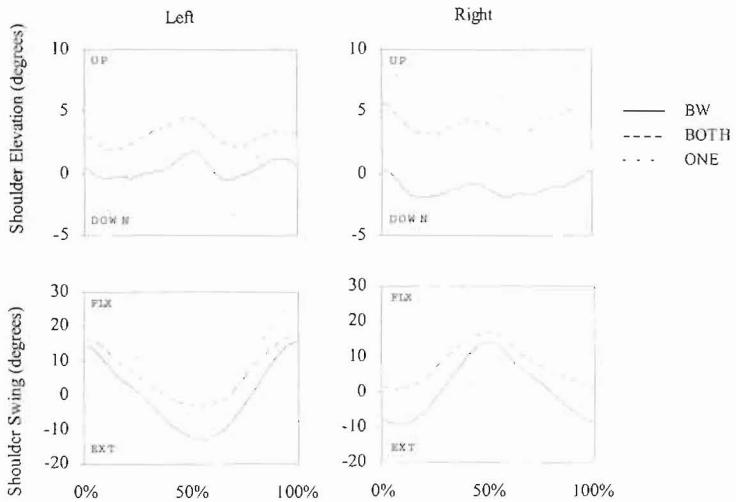 Left
Right
Shoulder Elevation (degrees)
10
5
0
-5
UP
DOWN
10
5
0
-5
UP
DOWN
BW
BOTH
ONE
Shoulder Swing (degrees)
30
20
10
0
-10
-20
FLX
EXT
0%
50%
100%
30
20
10
0
-10
-20
FLX
EXT
0%
50%
100%